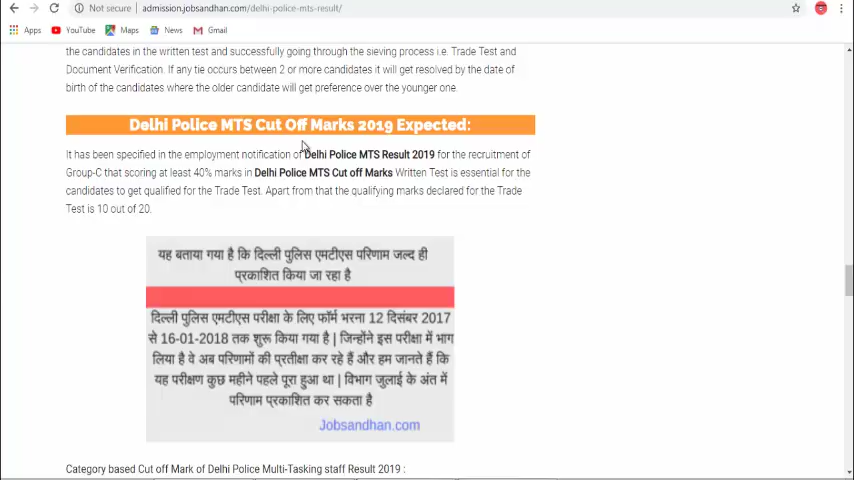 Not secure | admission.jobsandhan.com/delhi-police-mts-result/
Apps YouTube Maps News Gmail
the candidates in the written test and successfully going through the sieving process i.e. Trade Test and
Document Verification. If any tie occurs between 2 or more candidates it will get resolved by the date of
birth of the candidates where the older candidate will get preference over the younger one.
Delhi Police MTS Cut Off Marks 2019 Expected:
It has been specified in the employment notification of Delhi Police MTS Result 2019 for the recruitment of
Group-C that scoring at least 40% marks in Delhi Police MTS Cut off Marks Written Test is essential for the
candidates to get qualified for the Trade Test. Apart from that the qualifying marks declared for the Trade
Test is 10 out of 20.
यह बताया गया है कि दिल्ली पुलिस एमटीएस परिणाम जल्द ही
प्रकाशित किया जा रहा है
दिल्ली पुलिस एमटीएस परीक्षा के लिए फॉर्म भरना 12 दिसंबर 2017
से 16-01-2018 तक शुरू किया गया है | जिन्होंने इस परीक्षा में भाग
लिया है वे अब परिणामों की प्रतीक्षा कर रहे हैं और हम जानते हैं कि
यह परीक्षण कुछ महीने पहले पूरा हुआ था | विभाग जुलाई के अंत में
परिणाम प्रकाशित कर सकता है
Jobsandhan.com
Category based Cut off Mark of Delhi Police Multi-Tasking staff Result 2019 :